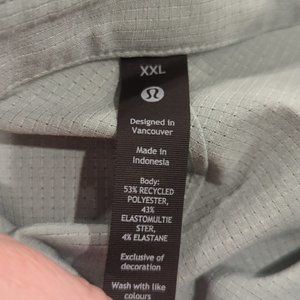 XXL
Designed in
Vancouver
Made in
Indonesia
Body:
53% RECYCLED
POLYESTER,
43%
ELASTOMULTIE
STER,
4% ELASTANE
Exclusive of
decoration
Wash with like
colours